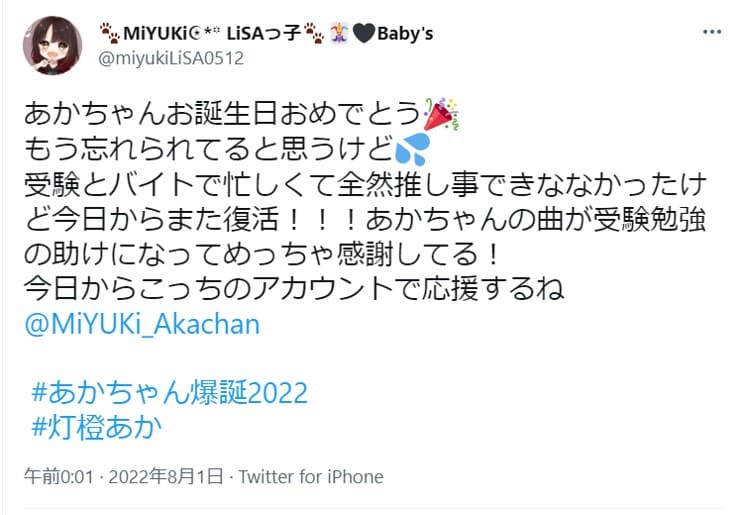 🐾MiYUKi☪*꙳ LiSAっ子🐾🃏🖤Baby's
@miyukiLiSA0512
あかちゃんお誕生日おめでとう🎉
もう忘れられてると思うけど💦
受験とバイトで忙しくて全然推し事できななかったけ
ど今日からまた復活！！！あかちゃんの曲が受験勉強
の助けになってめっちゃ感謝してる！
今日からこっちのアカウントで応援するね
@MiYUKi_Akachan
#あかちゃん爆誕2022
#灯橙あか
午前0:01 · 2022年8月1日 · Twitter for iPhone